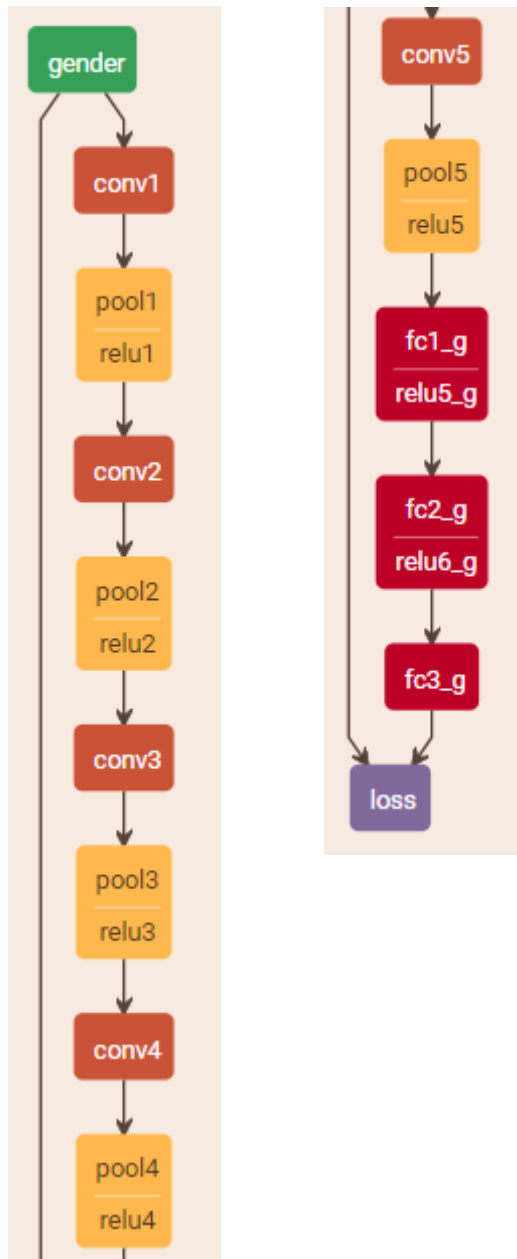 gender
conv1
pool1
relu1
conv2
pool2
relu2
conv3
pool3
relu3
conv4
pool4
relu4
conv5
pool5
relu5
fc1_g
relu5_g
fc2_g
relu6_g
fc3_g
loss